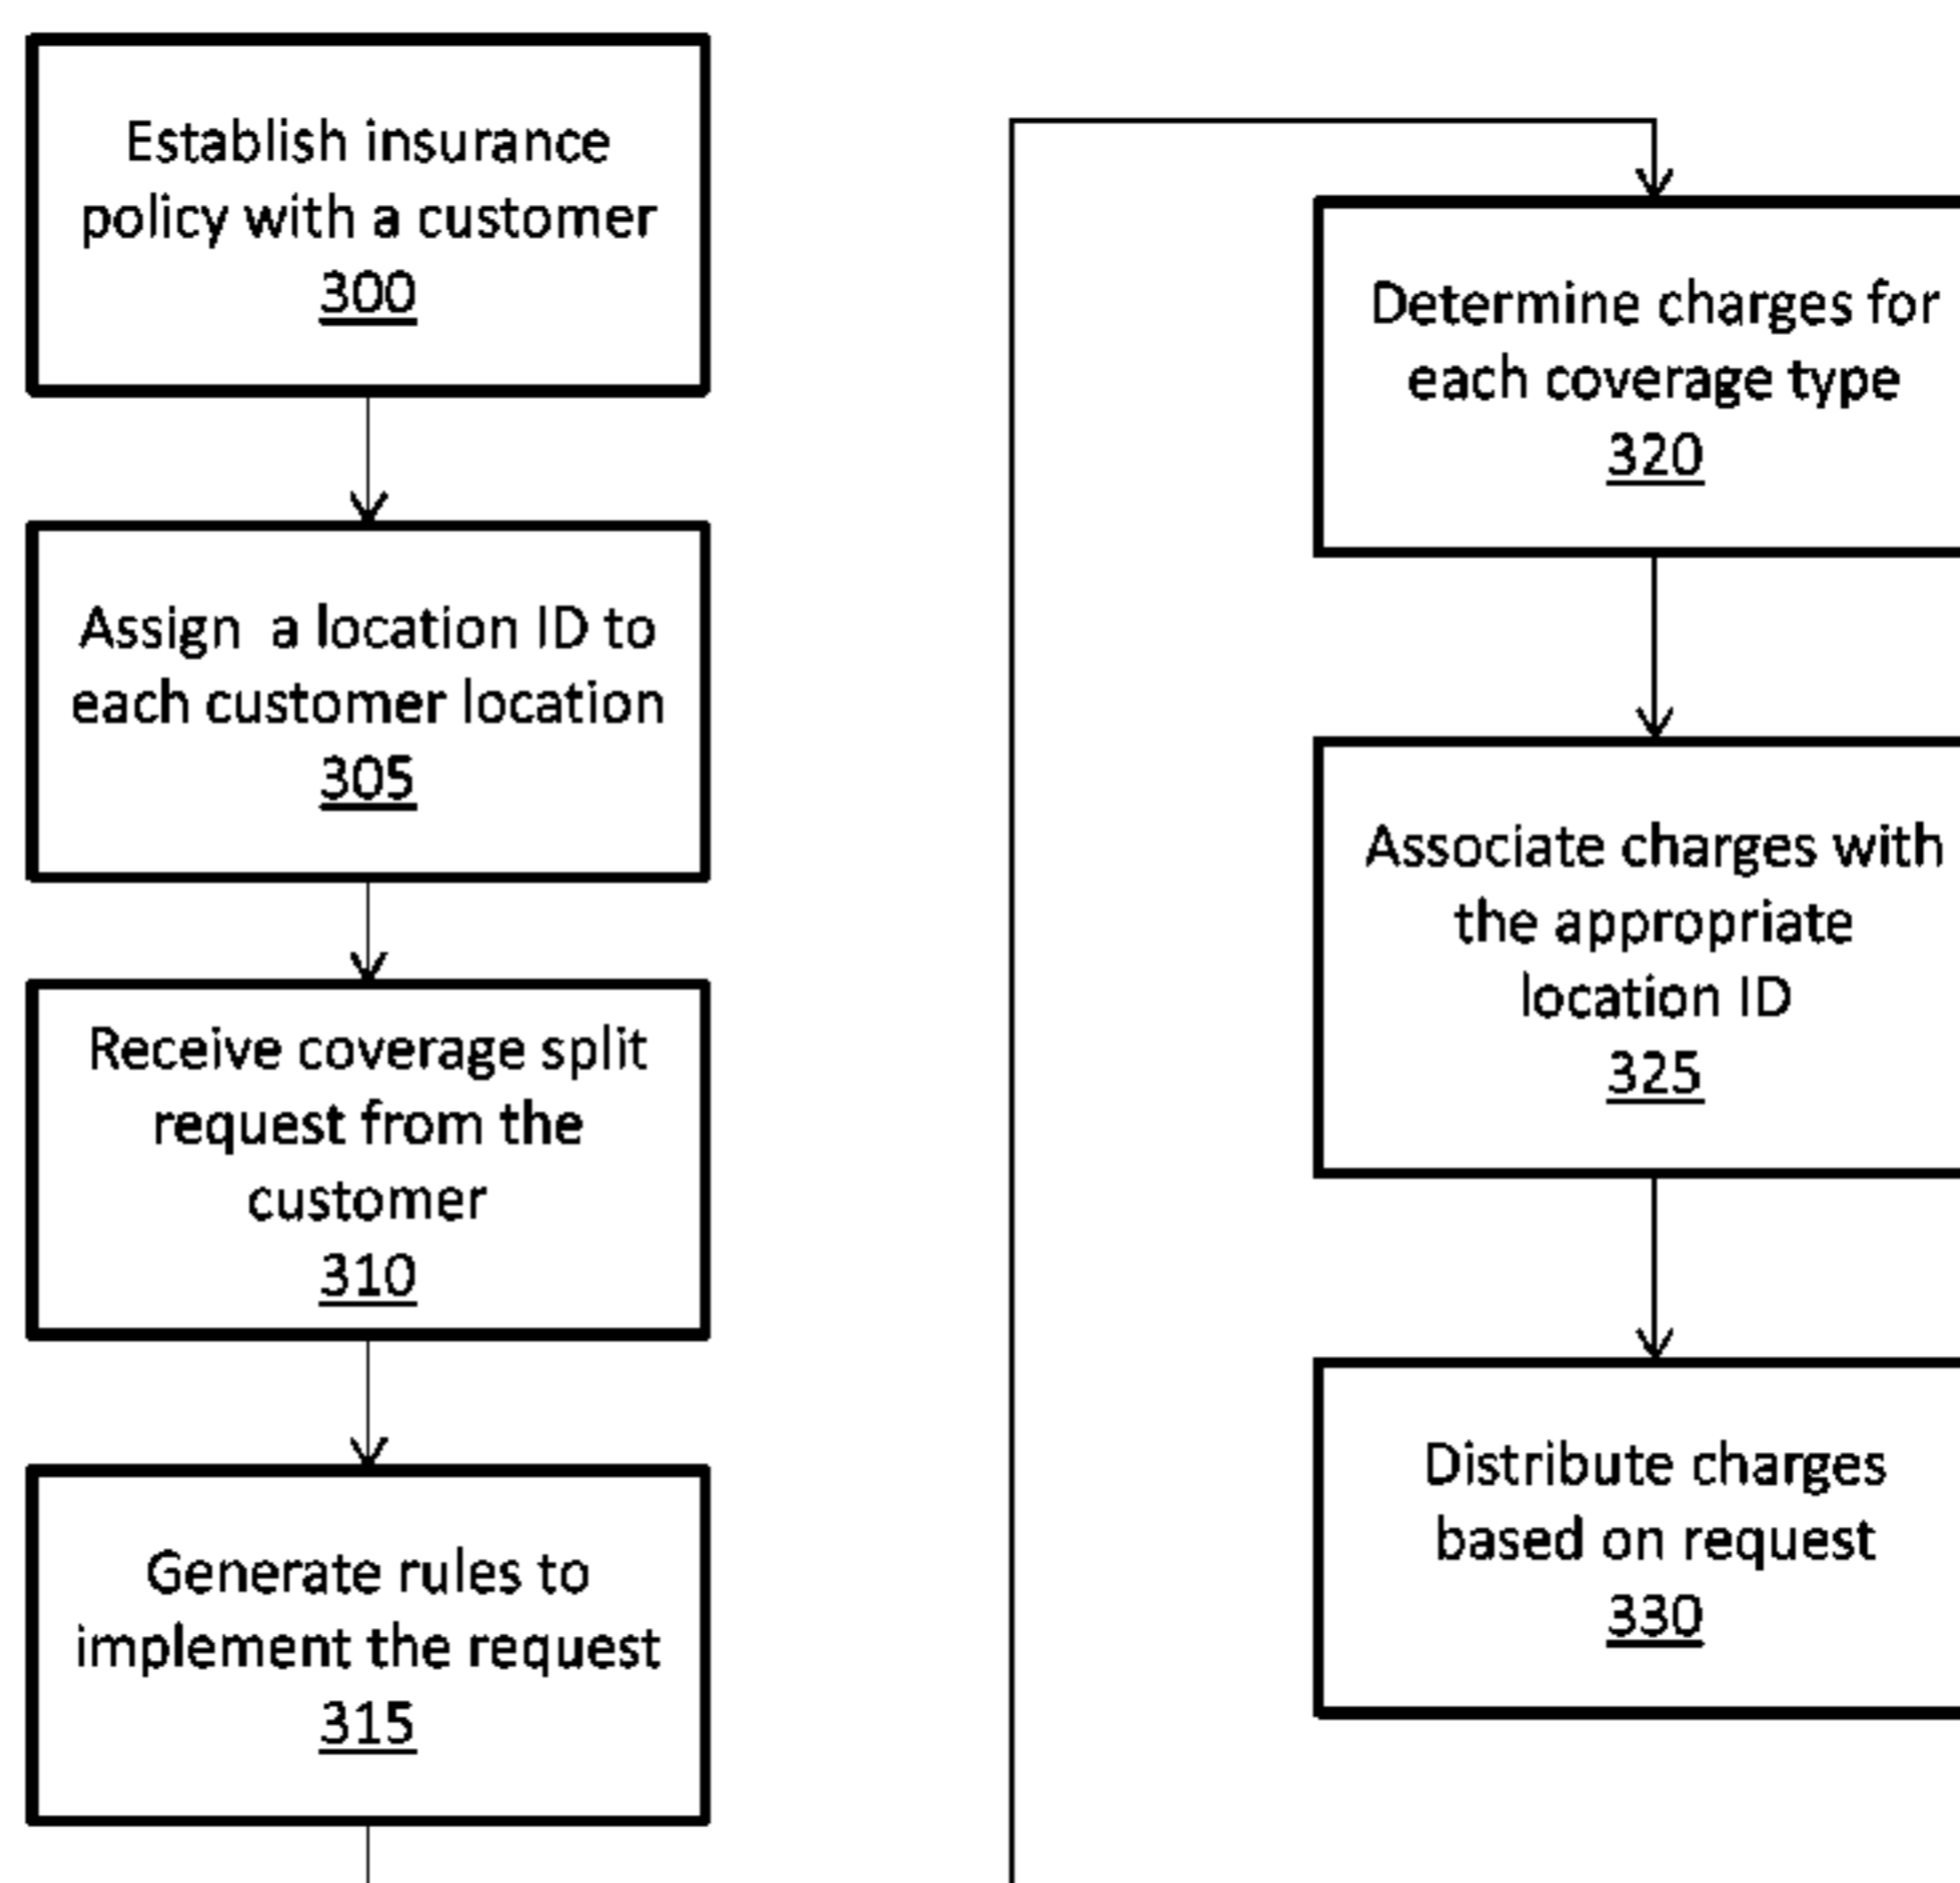 Establish insurance
policy with a customer
300
Assign a location ID to
each customer location
305
Receive coverage split
request from the
customer
310
Generate rules to
implement the request
315
Determine charges for
each coverage type
320
Associate charges with
the appropriate
location ID
325
Distribute charges
based on request
330